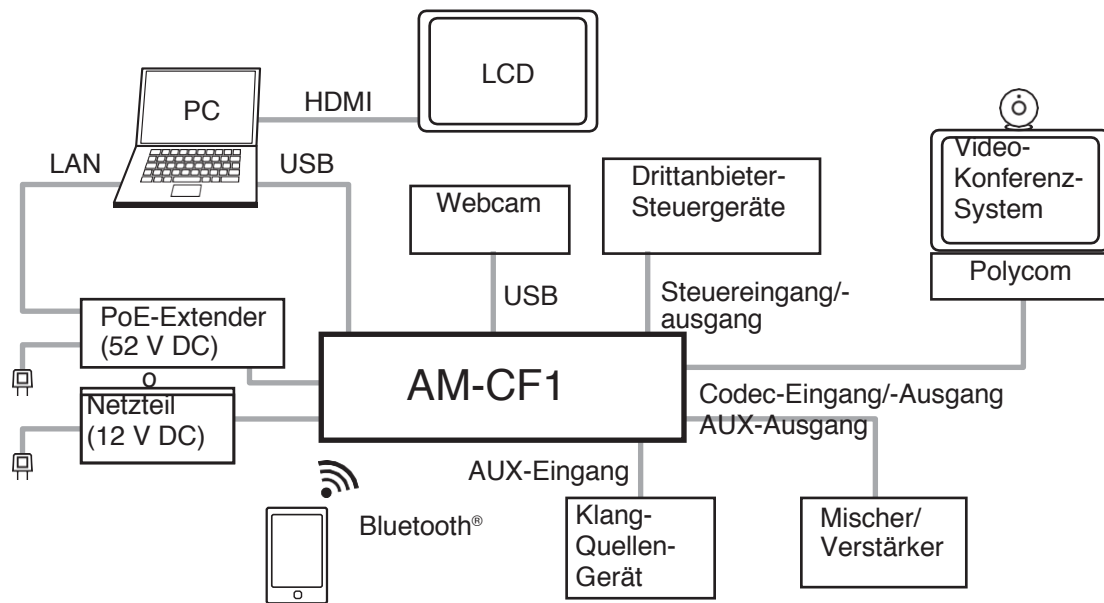 LCD
PC
HDMI
LAN
USB
Webcam
Drittanbieter-
Steuergeräte
Video-
Konferenz-
System
Polycom
USB
Steuereingang/-
ausgang
PoE-Extender
(52 V DC)
o
Netzteil
(12 V DC)
AM-CF1
Codec-Eingang/-Ausgang
AUX-Ausgang
AUX-Eingang
Bluetooth®
Klang-
Quellen-
Gerät
Mischer/
Verstärker